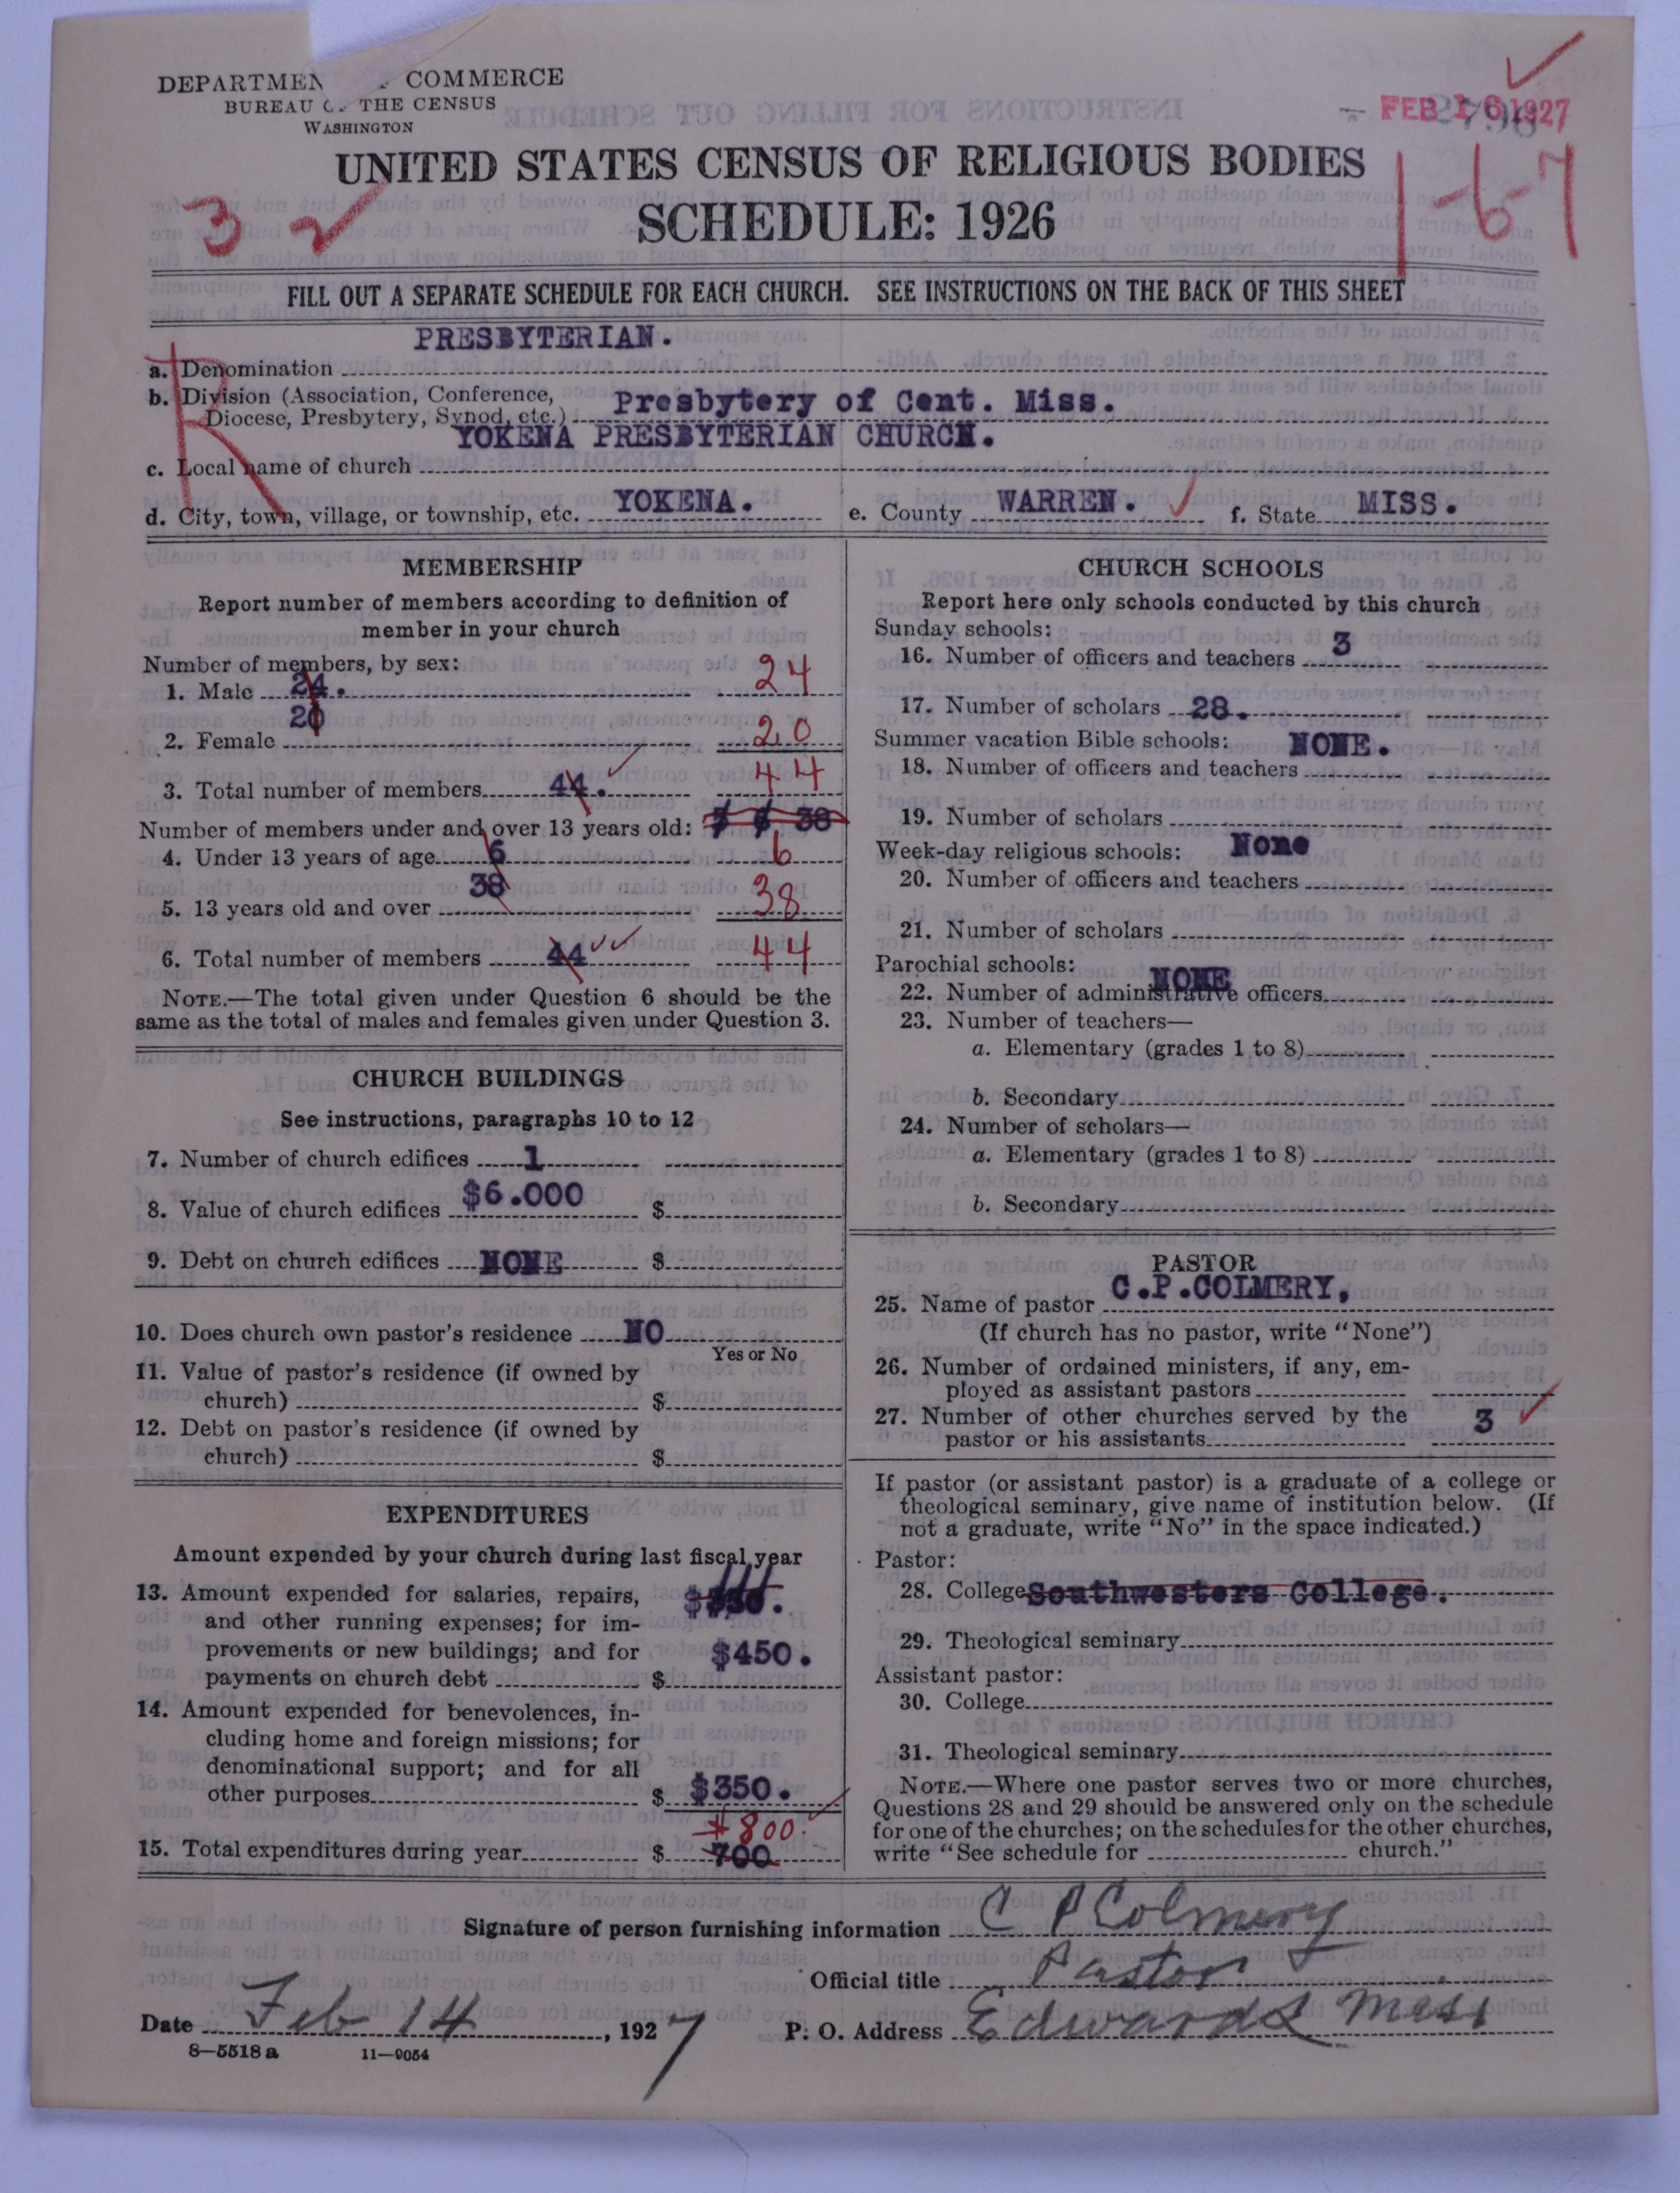 DEPARTMEN COMMERCE
BUREAU THE CENSUS
WASHINGTON
FEB 16 1927
UNITED STATES CENSUS OF RELIGIOUS BODIES
SCHEDULE: 1926
3 2
1-6-7
FILL OUT A SEPARATE SCHEDULE FOR EACH CHURCH. SEE INSTRUCTIONS ON THE BACK OF THIS SHEET
R
a. Denomination PRESBYTERIAN.
b. Division (Association, Conference,
Diocese, Presbytery, Synod, etc.) Presbytery of Cent. Miss.
c. Local name of church YOKENA PRESBYTERIAN CHURCH.
d. City, town, village, or township, etc. YOKENA. e. County WARREN. f. State MISS.
MEMBERSHIP
Report number of members according to definition of
member in your church
Number of members, by sex:
1. Male 24. 24
2. Female 20 20
3. Total number of members 44. 44
Number of members under and over 13 years old: 38
4. Under 13 years of age 6 6
5. 13 years old and over 38 38
6. Total number of members 44 44
NOTE.—The total given under Question 6 should be the
same as the total of males and females given under Question 3.
CHURCH BUILDINGS
See instructions, paragraphs 10 to 12
7. Number of church edifices 1
8. Value of church edifices $6.000 $
9. Debt on church edifices NONE $
10. Does church own pastor's residence NO
Yes or No
11. Value of pastor's residence (if owned by
church) $
12. Debt on pastor's residence (if owned by
church) $
EXPENDITURES
Amount expended by your church during last fiscal year
13. Amount expended for salaries, repairs, $350.
and other running expenses; for im-
provements or new buildings; and for $450.
payments on church debt $
14. Amount expended for benevolences, in-
cluding home and foreign missions; for
denominational support; and for all
other purposes $ $350.
$800.
15. Total expenditures during year $ 700
CHURCH SCHOOLS
Report here only schools conducted by this church
Sunday schools:
16. Number of officers and teachers 3
17. Number of scholars 28.
Summer vacation Bible schools: NONE.
18. Number of officers and teachers
19. Number of scholars
Week-day religious schools: None
20. Number of officers and teachers
21. Number of scholars
Parochial schools: NONE
22. Number of administrative officers
23. Number of teachers—
a. Elementary (grades 1 to 8)
b. Secondary
24. Number of scholars—
a. Elementary (grades 1 to 8)
b. Secondary
PASTOR
25. Name of pastor C.P.COLMERY,
(If church has no pastor, write "None")
26. Number of ordained ministers, if any, em-
ployed as assistant pastors
27. Number of other churches served by the 3
pastor or his assistants
If pastor (or assistant pastor) is a graduate of a college or
theological seminary, give name of institution below. (If
not a graduate, write "No" in the space indicated.)
Pastor:
28. College Southwesters College.
29. Theological seminary
Assistant pastor:
30. College
31. Theological seminary
NOTE.—Where one pastor serves two or more churches,
Questions 28 and 29 should be answered only on the schedule
for one of the churches; on the schedules for the other churches,
write "See schedule for church."
Signature of person furnishing information C P Colmery
Official title Pastor
Date Feb 14, 1927 P. O. Address Edwards Miss
8—5518 a 11—9054